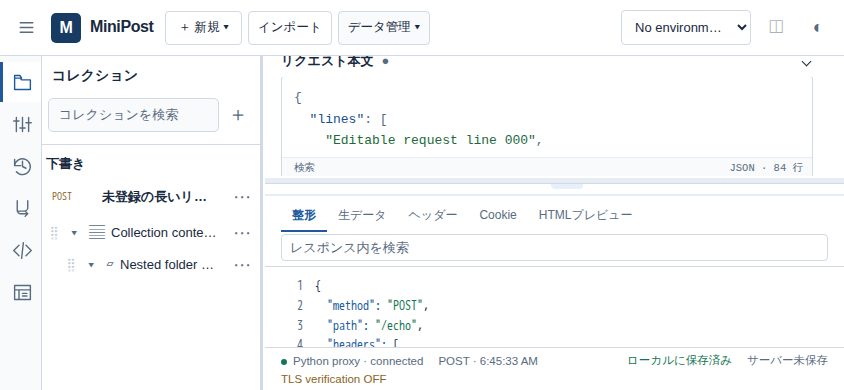 M MiniPost ＋ 新規 ▾ インポート データ管理 ▾ No environm…
コレクション
コレクションを検索 ＋
下書き
POST 未登録の長いリ… ···
▾ Collection conte… ···
▾ Nested folder … ···
リクエスト本文 ●
{
"lines": [
"Editable request line 000",
検索 JSON · 84 行
整形 生データ ヘッダー Cookie HTMLプレビュー
レスポンス内を検索
1 {
2 "method": "POST",
3 "path": "/echo",
4 "headers": [
● Python proxy · connected POST · 6:45:33 AM ローカルに保存済み サーバー未保存
TLS verification OFF